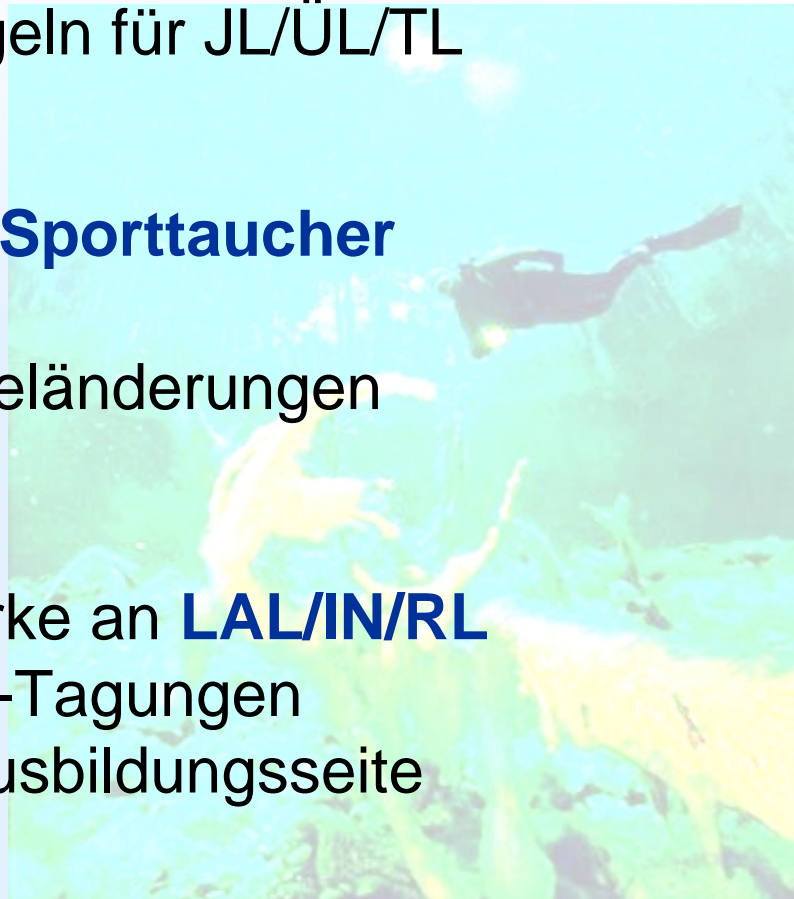 geln für JL/ÜL/TL
Sporttaucher
eländerungen
rke an LAL/IN/RL
-Tagungen
usbildungsseite